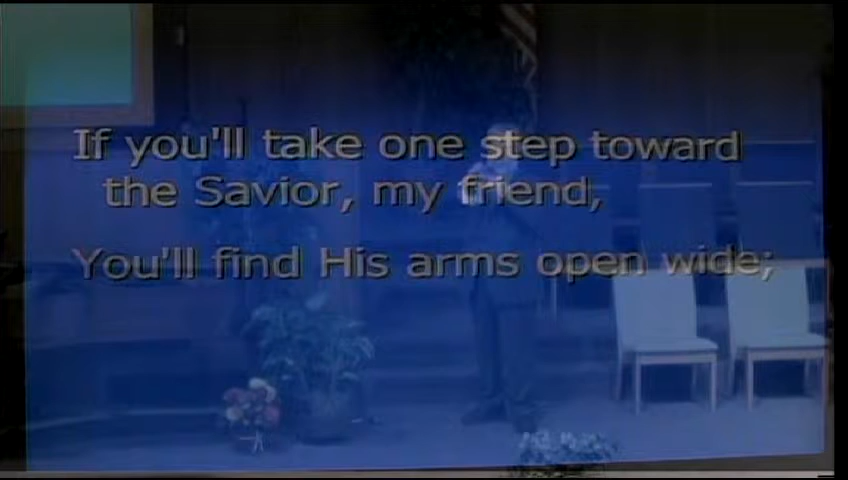 If you'll take one step toward
the Savior, my friend,
You'll find His arms open wide;